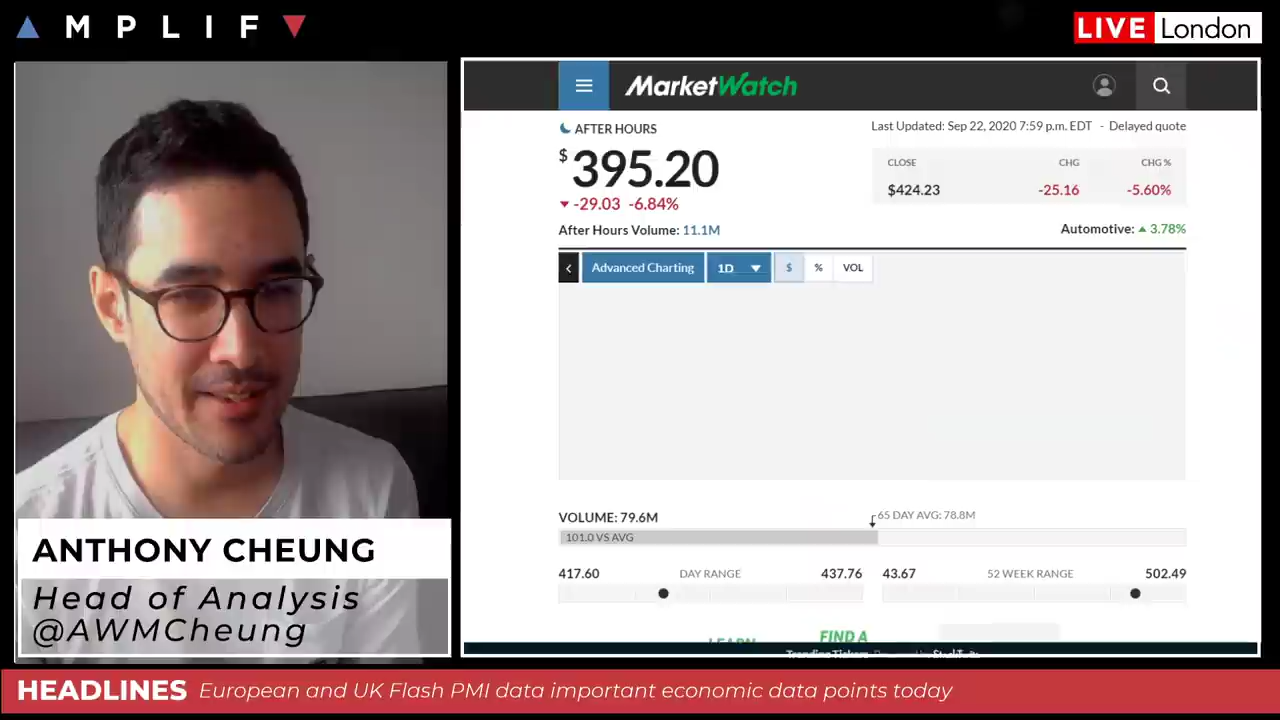 AMPLIFY
LIVE London
MarketWatch
AFTER HOURS
Last Updated: Sep 22, 2020 7:59 p.m. EDT - Delayed quote
$395.20
-29.03 -6.84%
CLOSE CHG CHG %
$424.23 -25.16 -5.60%
After Hours Volume: 11.1M
Automotive: 3.78%
Advanced Charting 1D $ % VOL
VOLUME: 79.6M
65 DAY AVG: 78.8M
101.0 VS AVG
417.60 DAY RANGE 437.76
43.67 52 WEEK RANGE 502.49
LEARN
FIND A
ANTHONY CHEUNG
Head of Analysis
@AWMCheung
HEADLINES European and UK Flash PMI data important economic data points today